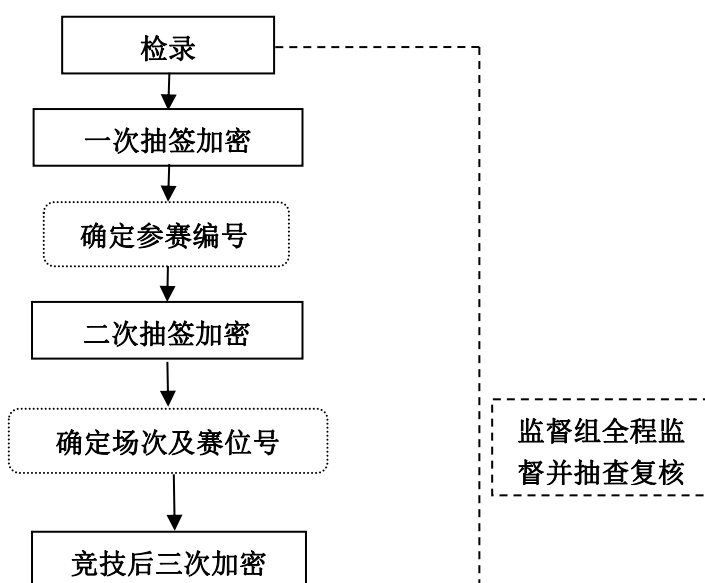 检录
一次抽签加密
确定参赛编号
二次抽签加密
确定场次及赛位号
监督组全程监
督并抽查复核
竞技后三次加密